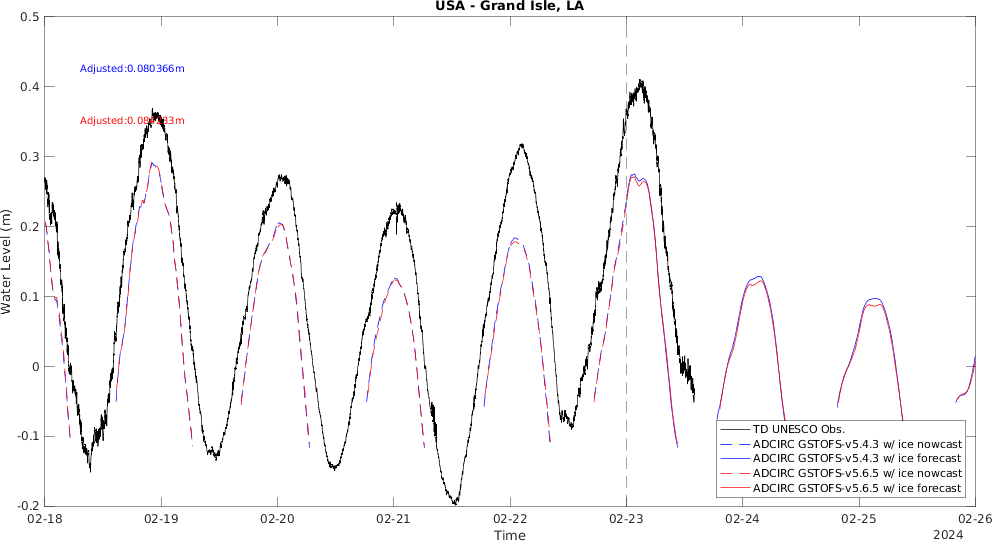 USA - Grand Isle, LA
0.5
Adjusted:0.080366m
0.4
0.3
0.2
0.1
0
-0.1
-0.2
Water Level (m)
TD UNESCO Obs.
ADCIRC GSTOFS-v5.4.3 w/ ice nowcast
ADCIRC GSTOFS-v5.4.3 w/ ice forecast
ADCIRC GSTOFS-v5.6.5 w/ ice nowcast
ADCIRC GSTOFS-v5.6.5 w/ ice forecast
02-18 02-19 02-20 02-21 02-22 02-23 02-24 02-25 02-26
Time
2024